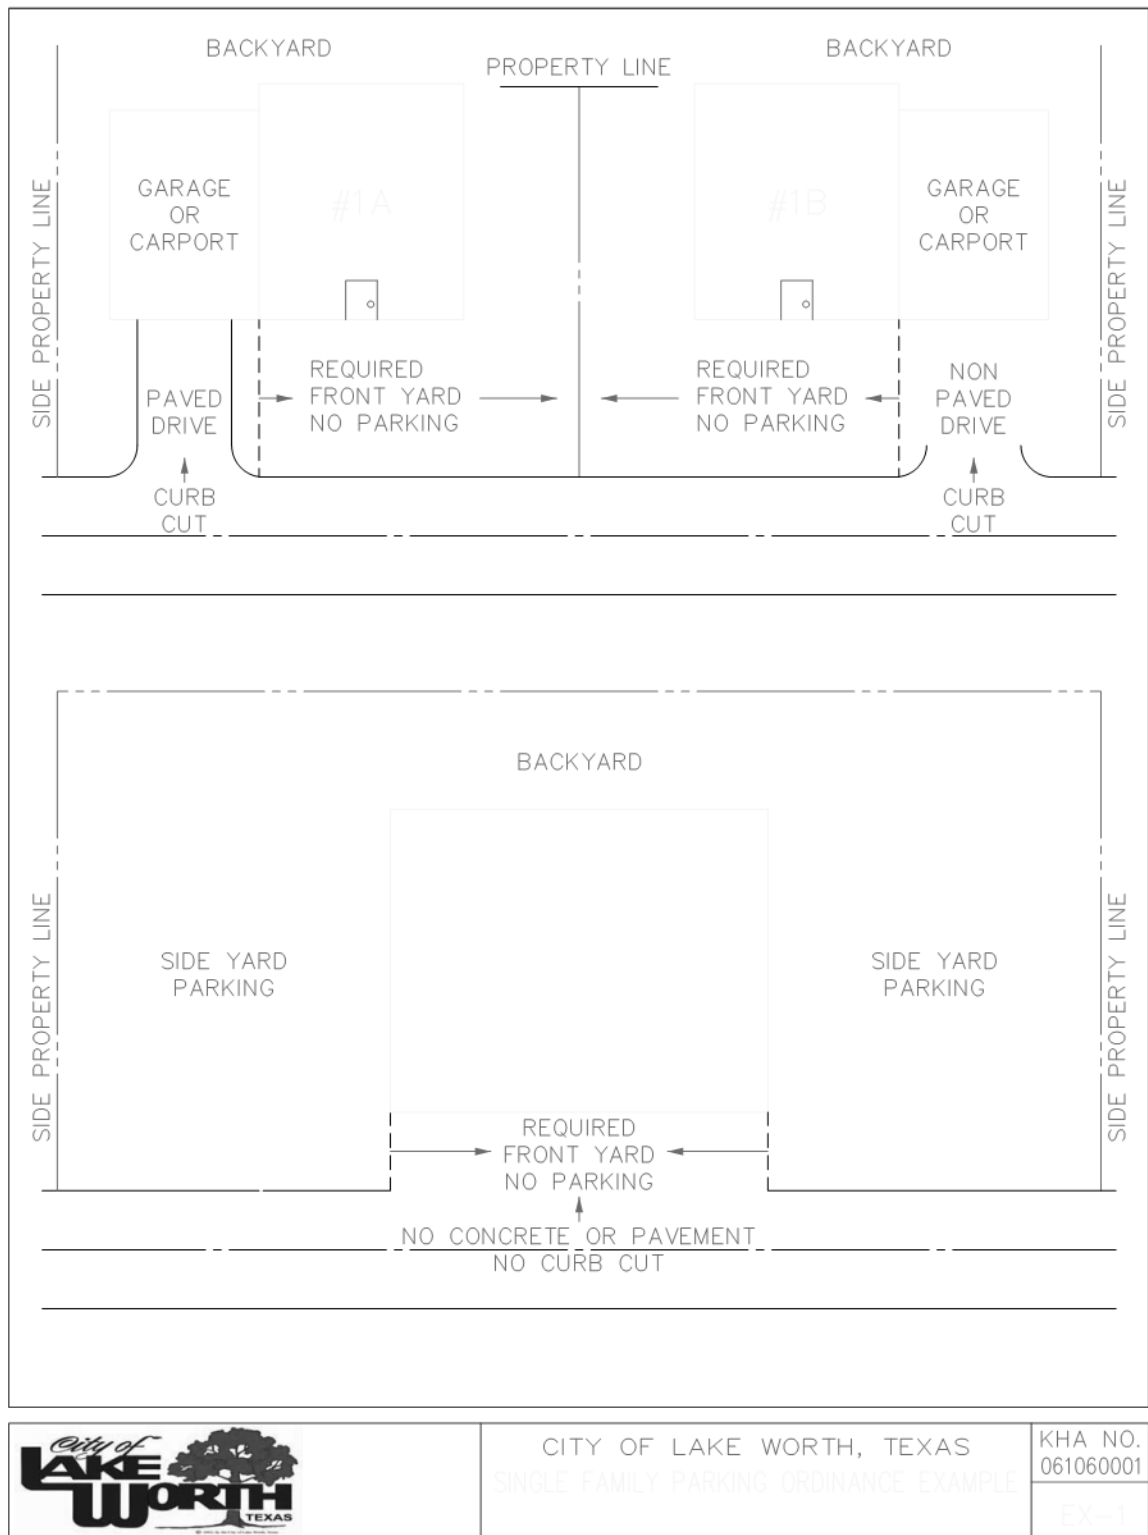 BACKYARD
BACKYARD
PROPERTY LINE
SIDE PROPERTY LINE
GARAGE
OR
CARPORT
#1A
#1B
GARAGE
OR
CARPORT
SIDE PROPERTY LINE
PAVED
DRIVE
REQUIRED
FRONT YARD
NO PARKING
REQUIRED
FRONT YARD
NO PARKING
NON
PAVED
DRIVE
CURB
CUT
CURB
CUT
BACKYARD
SIDE PROPERTY LINE
SIDE YARD
PARKING
SIDE YARD
PARKING
SIDE PROPERTY LINE
REQUIRED
FRONT YARD
NO PARKING
NO CONCRETE OR PAVEMENT
NO CURB CUT
City of
LAKE
WORTH
TEXAS
CITY OF LAKE WORTH, TEXAS
SINGLE FAMILY PARKING ORDINANCE EXAMPLE
KHA NO.
061060001
EX-1